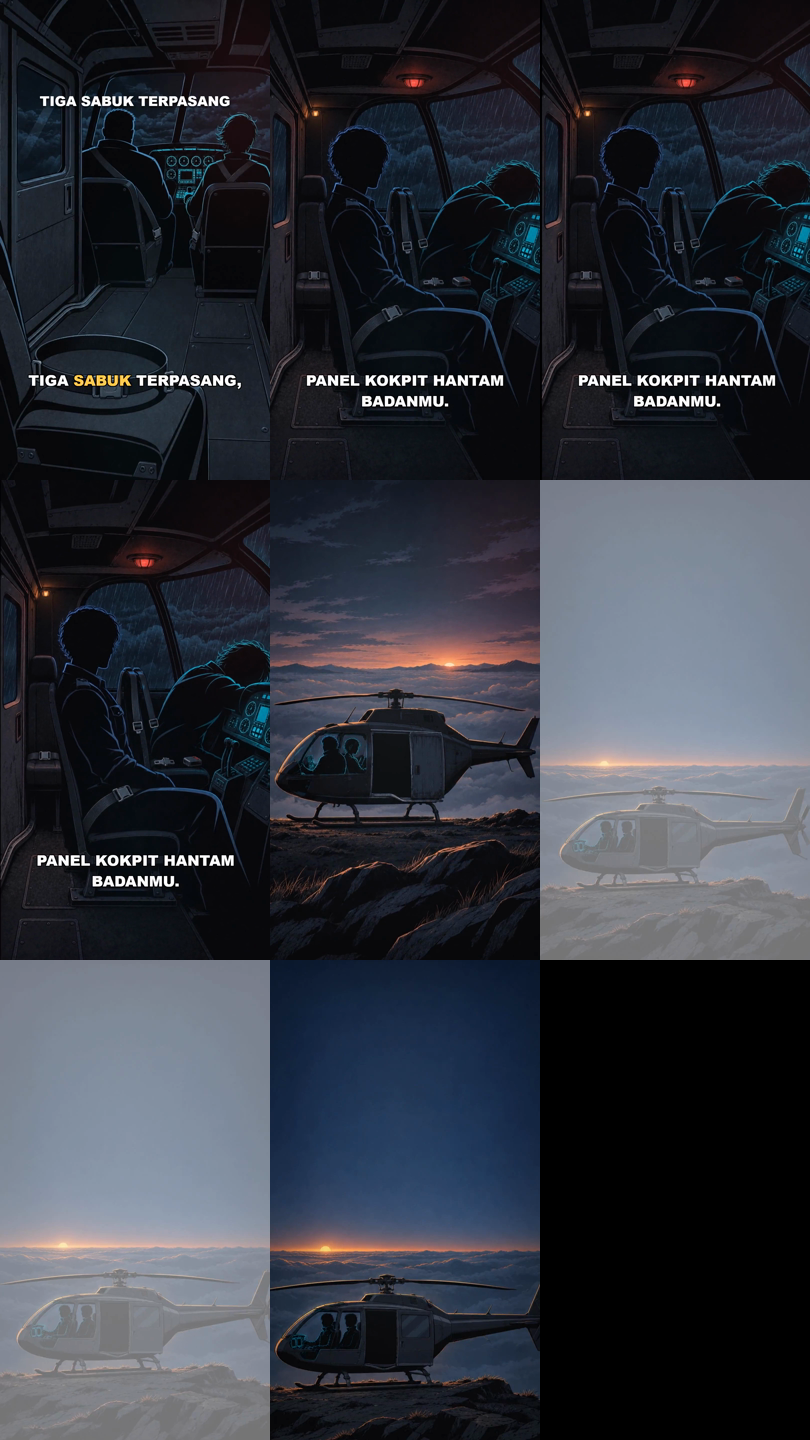 TIGA SABUK TERPASANG
TIGA SABUK TERPASANG,
PANEL KOKPIT HANTAM
BADANMU.
PANEL KOKPIT HANTAM
BADANMU.
PANEL KOKPIT HANTAM
BADANMU.